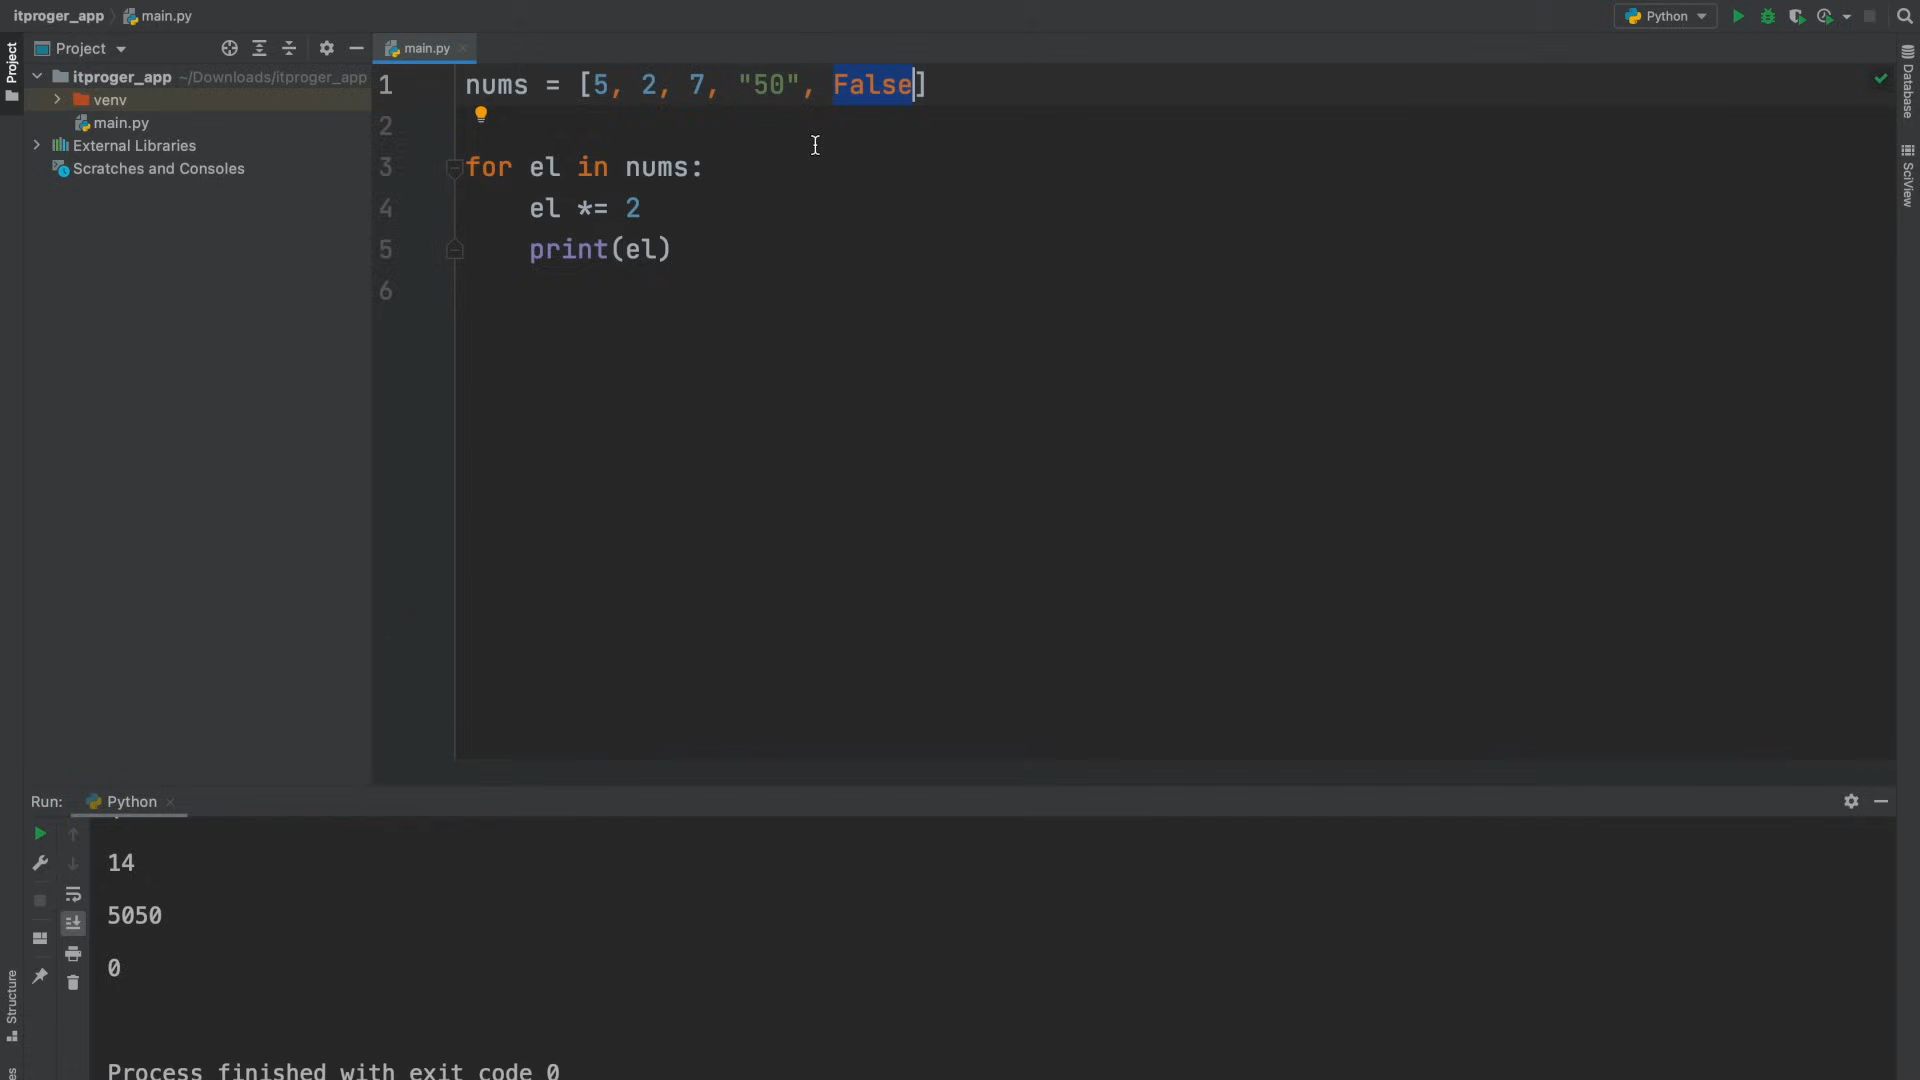 itproger_app
main.py
Python
Project
Project
main.py
itproger_app ~/Downloads/itproger_app
venv
main.py
External Libraries
Scratches and Consoles
1 nums = [5, 2, 7, "50", False]
2
3 for el in nums:
4 el *= 2
5 print(el)
6
Database
SciView
Run: Python
14
5050
0
Process finished with exit code 0
Structure